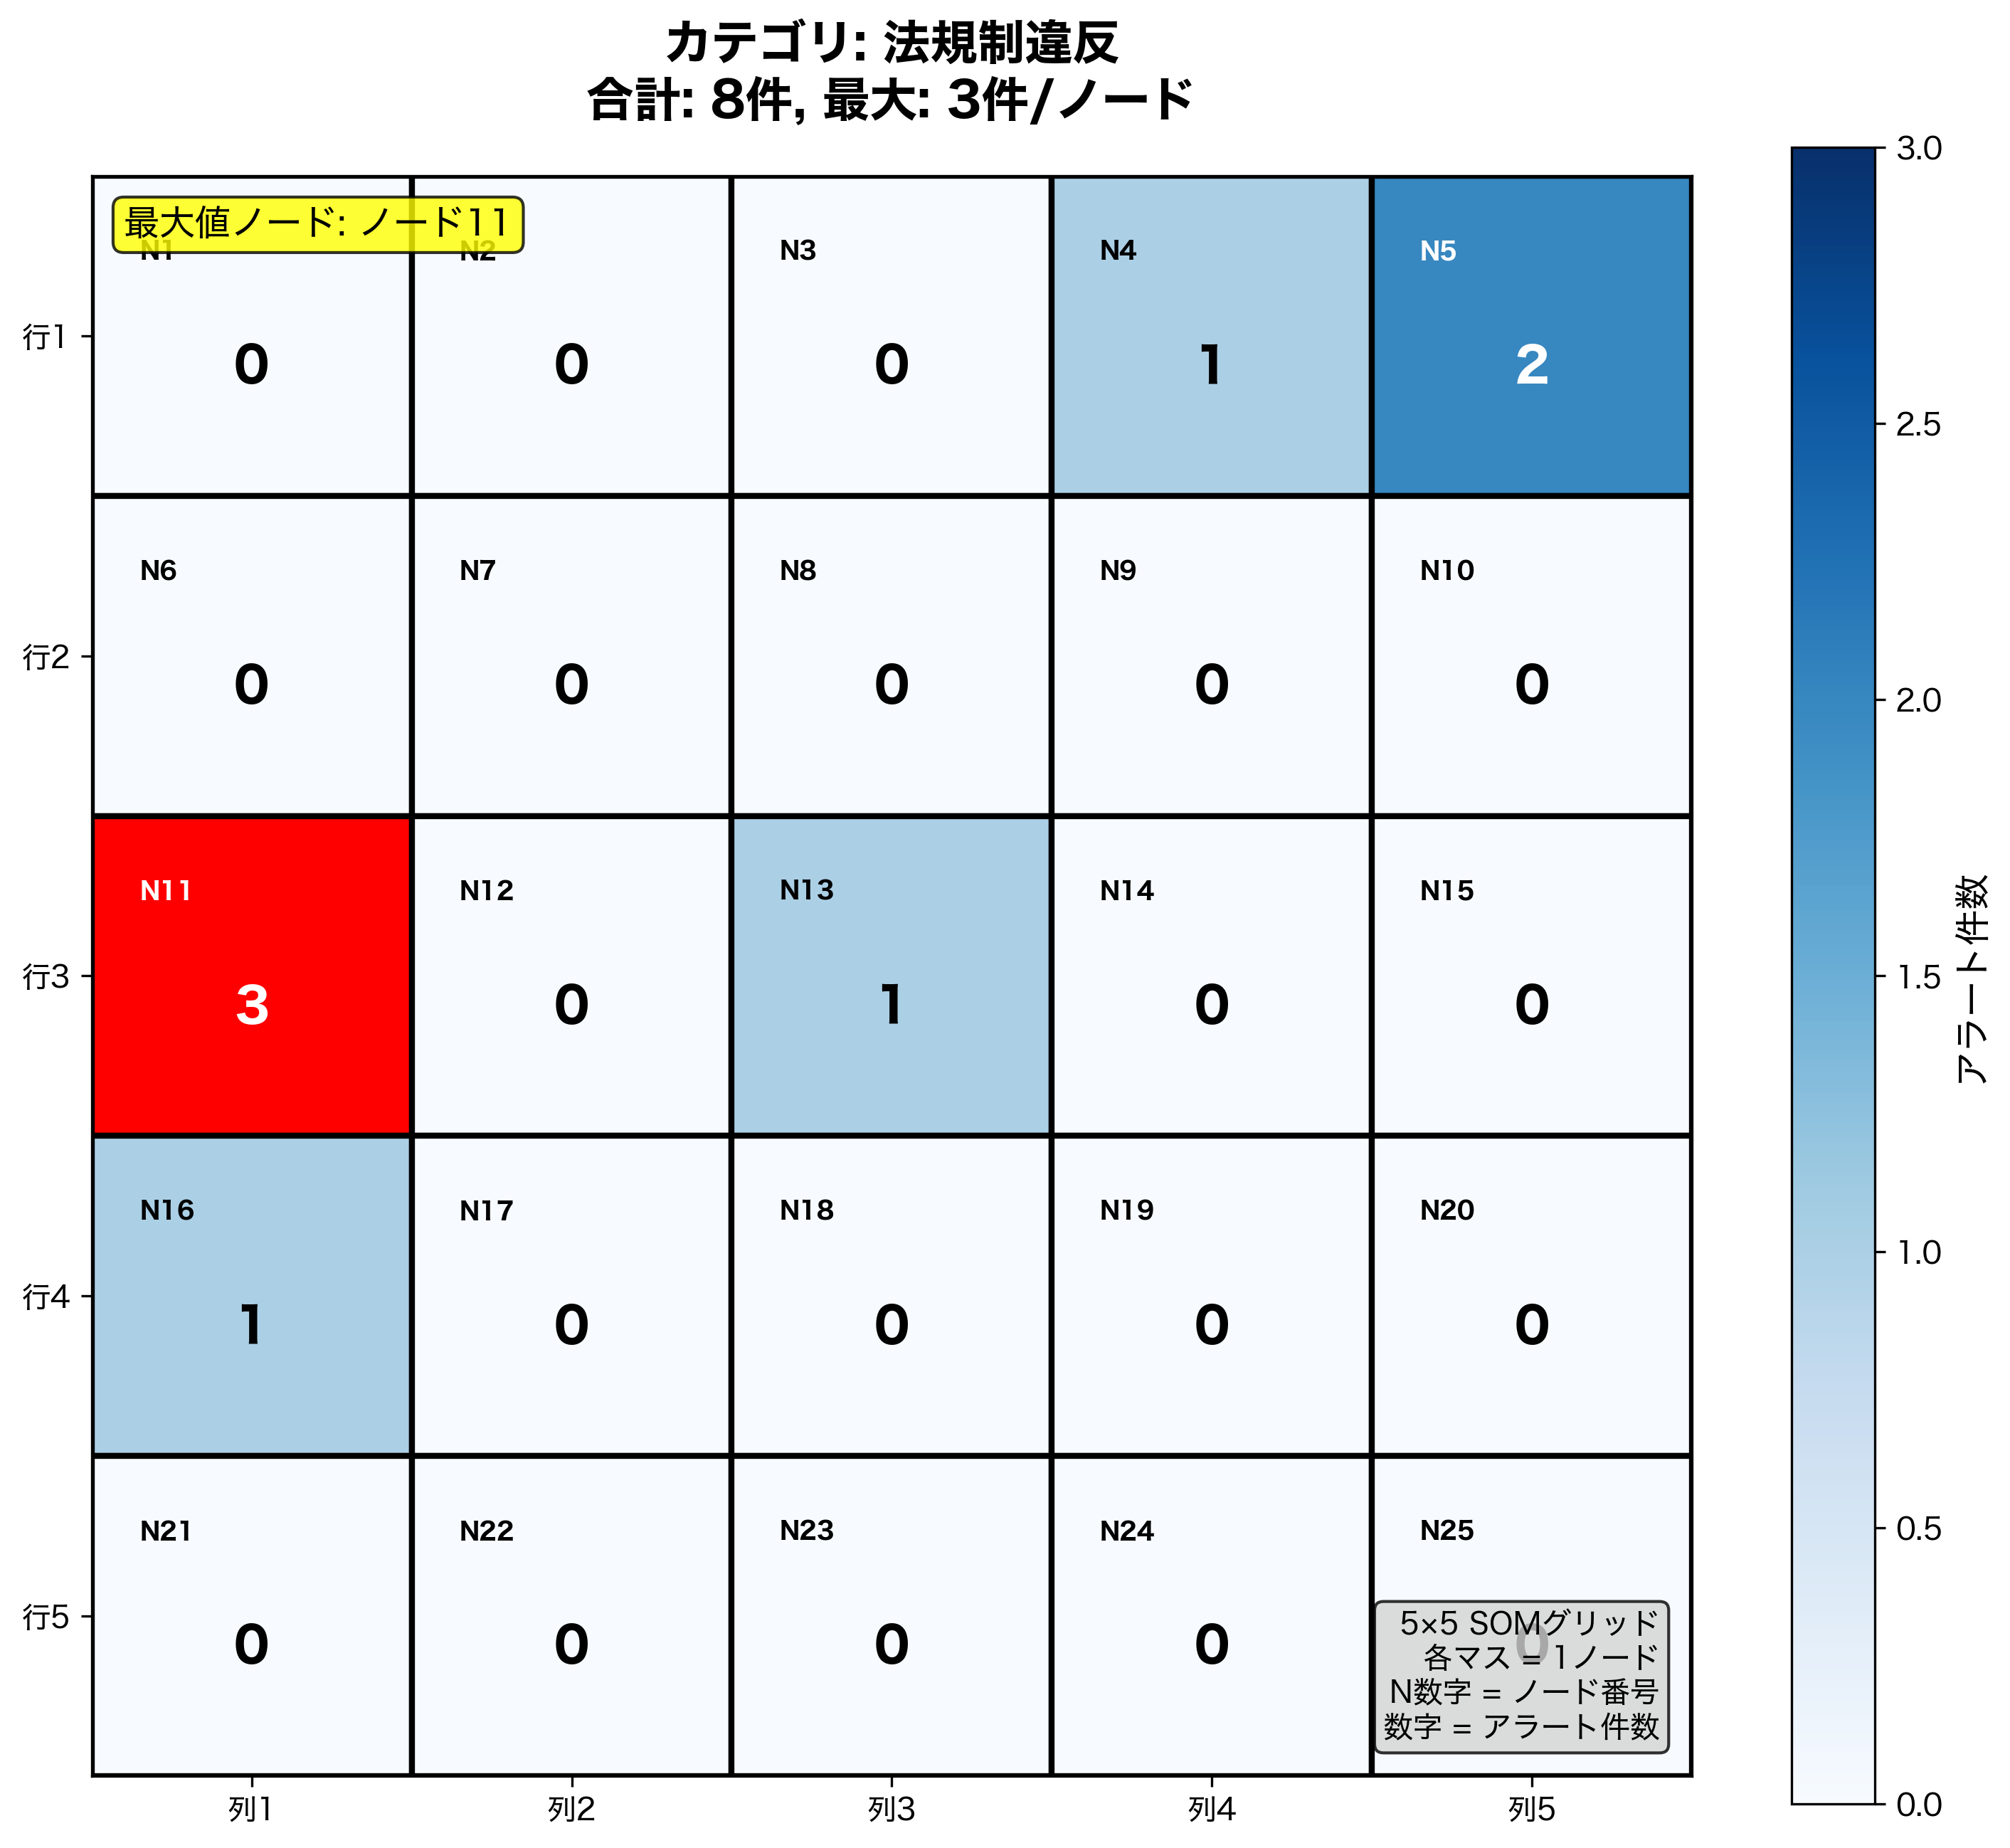 カテゴリ: 法規制違反
合計: 8件, 最大: 3件/ノード
最大値ノード: ノード11
N1 N2 N3 N4 N5
行1 0 0 0 1 2
N6 N7 N8 N9 N10
行2 0 0 0 0 0
N11 N12 N13 N14 N15
行3 3 0 1 0 0
N16 N17 N18 N19 N20
行4 1 0 0 0 0
N21 N22 N23 N24 N25
行5 0 0 0 0 0
5×5 SOMグリッド
各マス = 1ノード
N数字 = ノード番号
数字 = アラート件数
列1 列2 列3 列4 列5
3.0
2.5
2.0
1.5
1.0
0.5
0.0
アラート件数